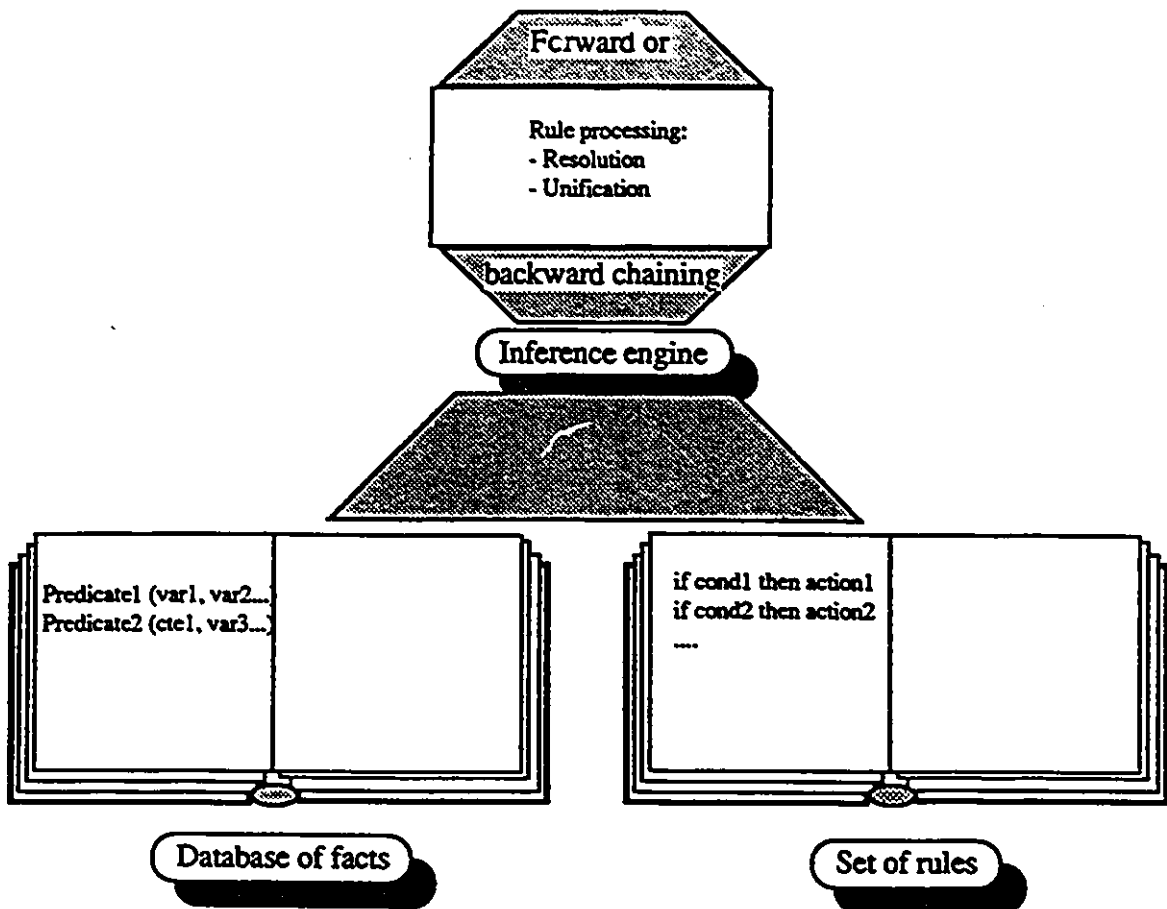 Forward or
Rule processing:
- Resolution
- Unification
backward chaining
Inference engine
Predicate1 (var1, var2...)
Predicate2 (cte1, var3...)
if cond1 then action1
if cond2 then action2
....
Database of facts
Set of rules